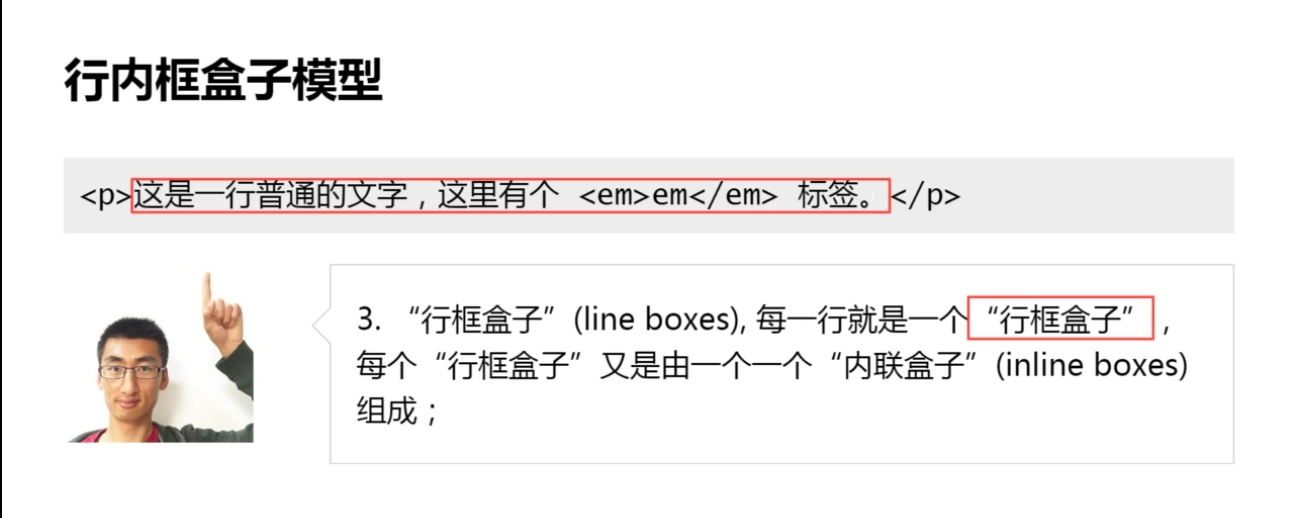 行内框盒子模型
<p>这是一行普通的文字，这里有个 <em>em</em> 标签。</p>
3. “行框盒子”(line boxes), 每一行就是一个“行框盒子”，
每个“行框盒子”又是由一个一个“内联盒子”(inline boxes)
组成；